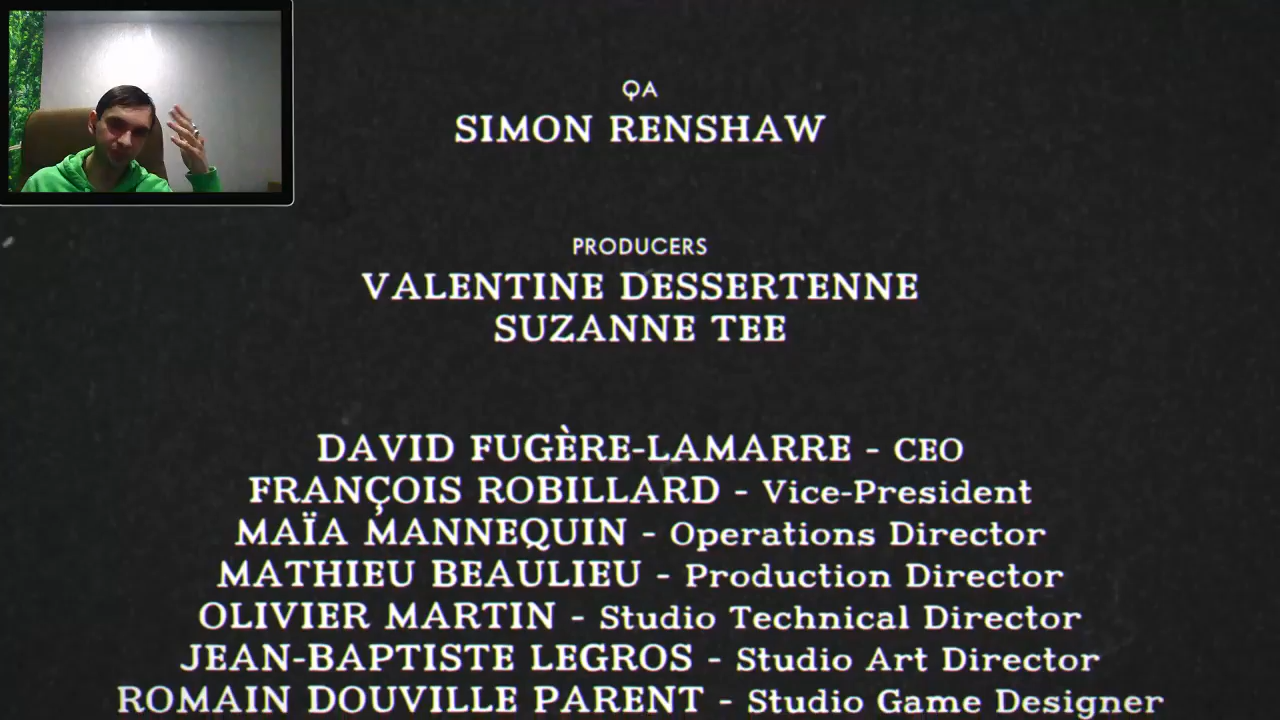 QA
SIMON RENSHAW
PRODUCERS
VALENTINE DESSERTENNE
SUZANNE TEE
DAVID FUGÈRE-LAMARRE - CEO
FRANÇOIS ROBILLARD - Vice-President
MAÏA MANNEQUIN - Operations Director
MATHIEU BEAULIEU - Production Director
OLIVIER MARTIN - Studio Technical Director
JEAN-BAPTISTE LEGROS - Studio Art Director
ROMAIN DOUVILLE PARENT - Studio Game Designer